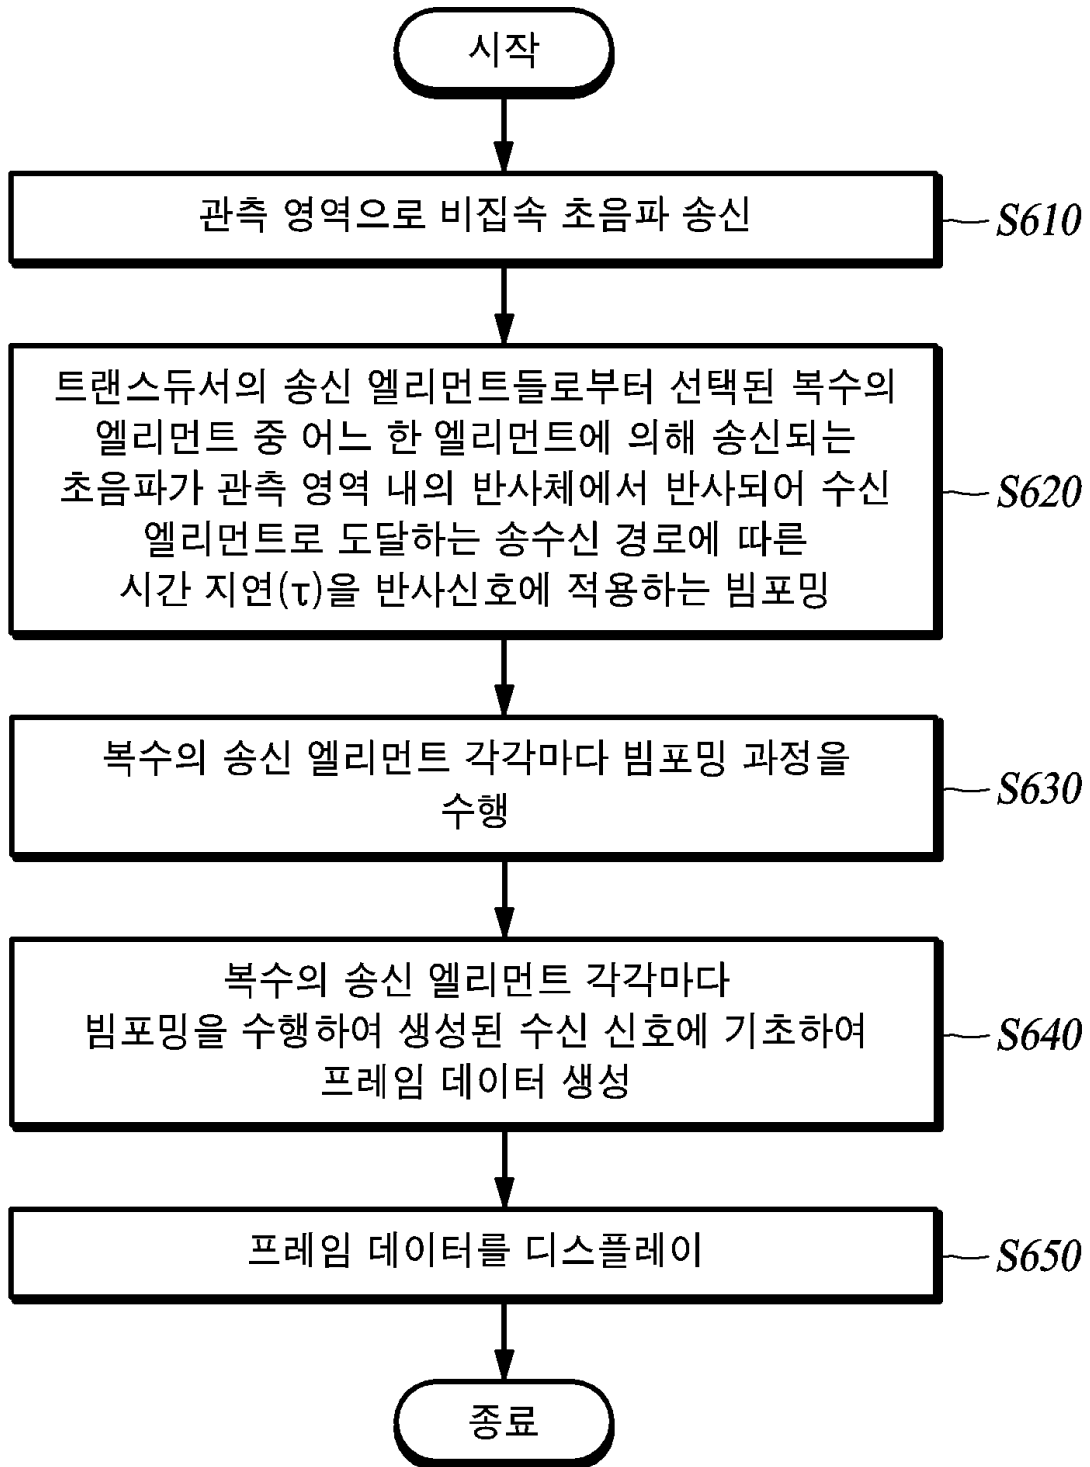 시작
관측 영역으로 비집속 초음파 송신
S610
트랜스듀서의 송신 엘리먼트들로부터 선택된 복수의
엘리먼트 중 어느 한 엘리먼트에 의해 송신되는
초음파가 관측 영역 내의 반사체에서 반사되어 수신
엘리먼트로 도달하는 송수신 경로에 따른
시간 지연(τ)을 반사신호에 적용하는 빔포밍
S620
복수의 송신 엘리먼트 각각마다 빔포밍 과정을
수행
S630
복수의 송신 엘리먼트 각각마다
빔포밍을 수행하여 생성된 수신 신호에 기초하여
프레임 데이터 생성
S640
프레임 데이터를 디스플레이
S650
종료